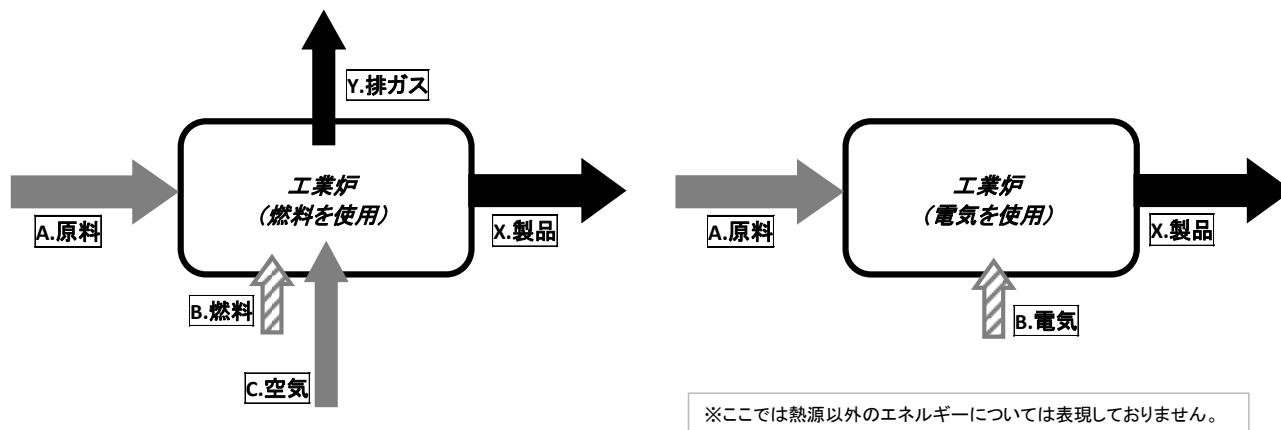 Y.排ガス
工業炉
（燃料を使用）
A.原料
X.製品
B.燃料
C.空気
工業炉
（電気を使用）
A.原料
X.製品
B.電気
※ここでは熱源以外のエネルギーについては表現しておりません。